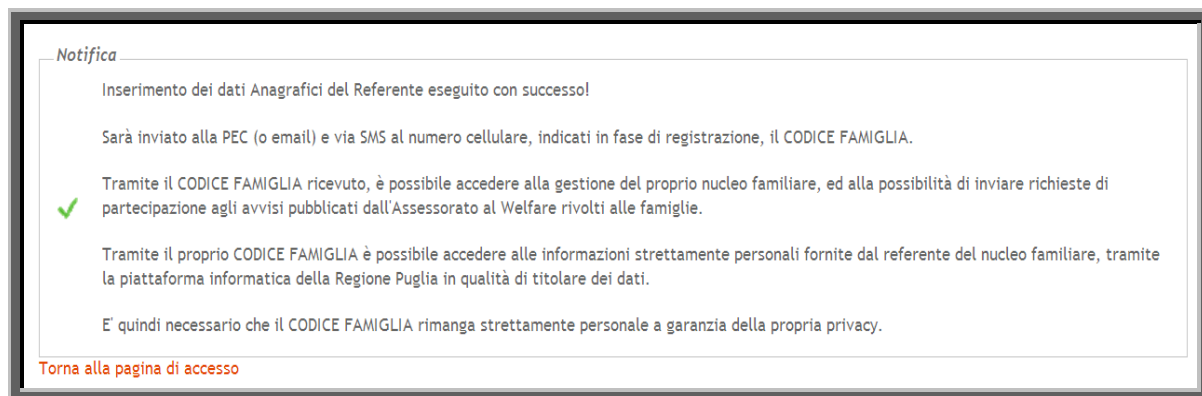 Notifica
Inserimento dei dati Anagrafici del Referente eseguito con successo!
Sarà inviato alla PEC (o email) e via SMS al numero cellulare, indicati in fase di registrazione, il CODICE FAMIGLIA.
Tramite il CODICE FAMIGLIA ricevuto, è possibile accedere alla gestione del proprio nucleo familiare, ed alla possibilità di inviare richieste di
partecipazione agli avvisi pubblicati dall'Assessorato al Welfare rivolti alle famiglie.
Tramite il proprio CODICE FAMIGLIA è possibile accedere alle informazioni strettamente personali fornite dal referente del nucleo familiare, tramite
la piattaforma informatica della Regione Puglia in qualità di titolare dei dati.
E' quindi necessario che il CODICE FAMIGLIA rimanga strettamente personale a garanzia della propria privacy.
Torna alla pagina di accesso